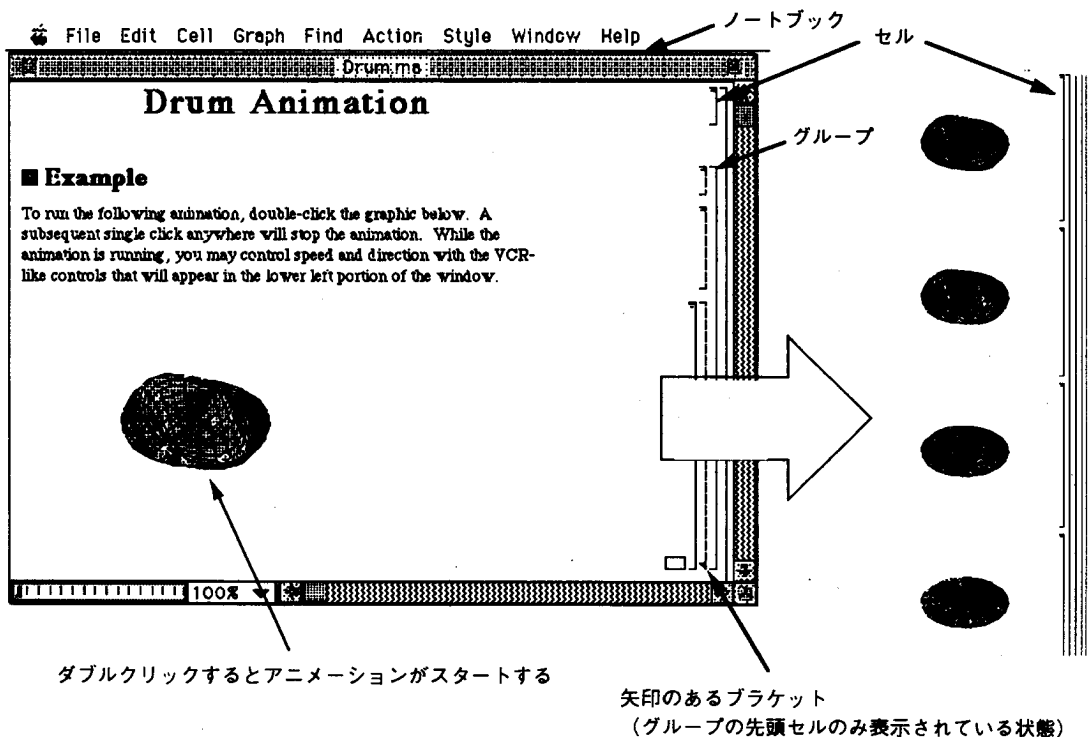 ノートブック
File Edit Cell Graph Find Action Style Window Help
セル
Drum.ma
Drum Animation
グループ
Example
To run the following animation, double-click the graphic below. A
subsequent single click anywhere will stop the animation. While the
animation is running, you may control speed and direction with the VCR-
like controls that will appear in the lower left portion of the window.
100%
ダブルクリックするとアニメーションがスタートする
矢印のあるブラケット
(グループの先頭セルのみ表示されている状態)